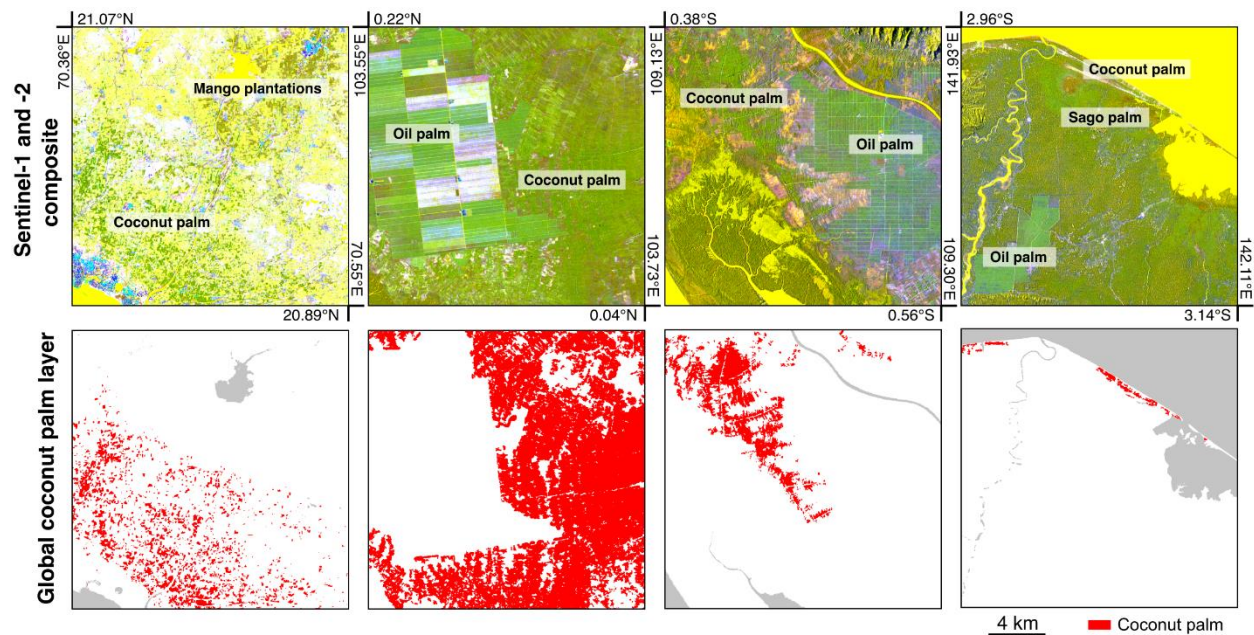 21.07°N
0.22°N
0.38°S
2.96°S
Sentinel-1 and -2
composite
70.36°E
103.55°E
109.13°E
141.93°E
Mango plantations
Coconut palm
Oil palm
Coconut palm
Coconut palm
Oil palm
Coconut palm
Sago palm
Oil palm
70.55°E
103.73°E
109.30°E
142.11°E
20.89°N
0.04°N
0.56°S
3.14°S
Global coconut palm layer
4 km
Coconut palm